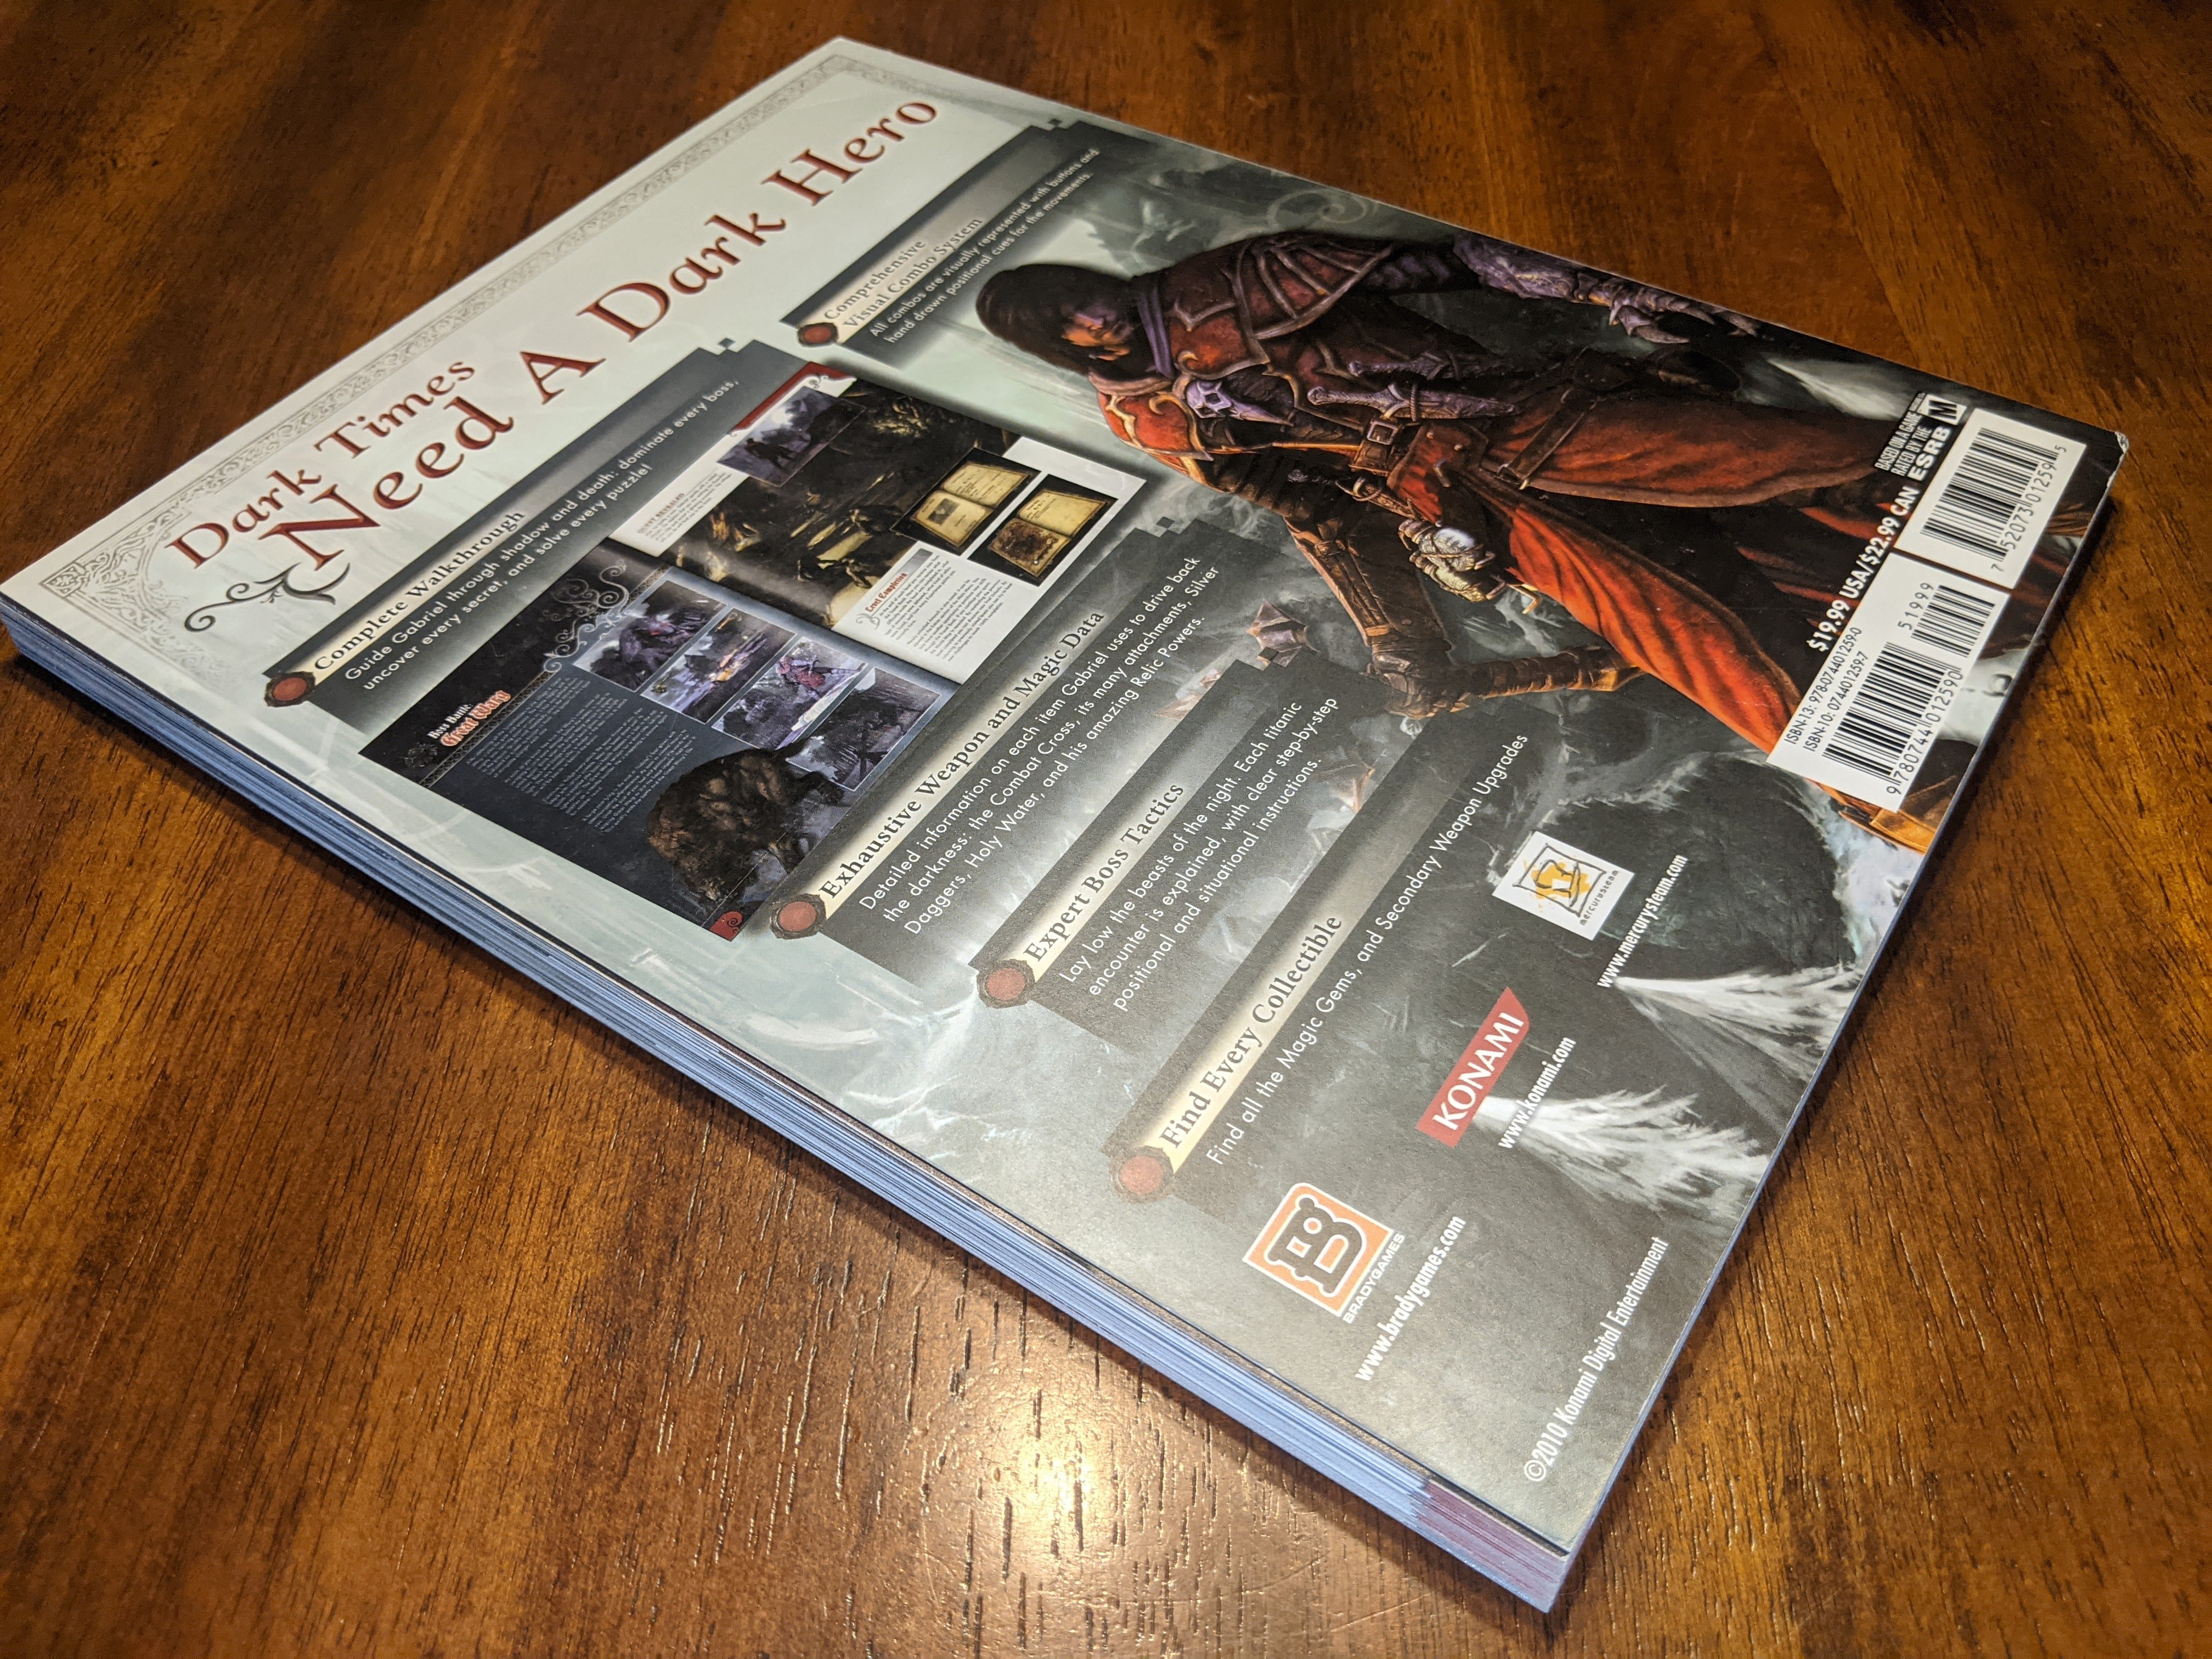 Dark Times
Need A Dark Hero
Complete Walkthrough
Guide Gabriel through shadow and death: dominate every boss,
uncover every secret, and solve every puzzle!
Comprehensive
Visual Combo System
All combos are visually represented with buttons and
hand drawn positional cues for the movements.
Boss Battle
Great Warg
Crest Completion
Exhaustive Weapon and Magic Data
Detailed information on each item Gabriel uses to drive back
the darkness: the Combat Cross, its many attachments, Silver
Daggers, Holy Water, and his amazing Relic Powers.
Expert Boss Tactics
Lay low the beasts of the night. Each titanic
encounter is explained, with clear step-by-step
positional and situational instructions.
Find Every Collectible
Find all the Magic Gems, and Secondary Weapon Upgrades
BASED ON A GAME
RATED BY THE
ESRB
M
$19.99 USA/$22.99 CAN
7 52073 01259 5
ISBN-13: 978-074401259-0
ISBN-10: 074401259-7
51999
9 780744 012590
mercurysteam
www.mercurysteam.com
KONAMI
www.konami.com
BRADYGAMES
www.bradygames.com
©2010 Konami Digital Entertainment